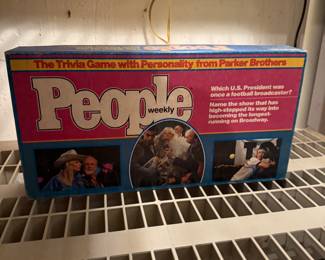 The Trivia Game with Personality from Parker Brothers
People
weekly
Which U.S. President was
once a football broadcaster?
Name the show that has
high-stepped its way into
becoming the longest-
running on Broadway.